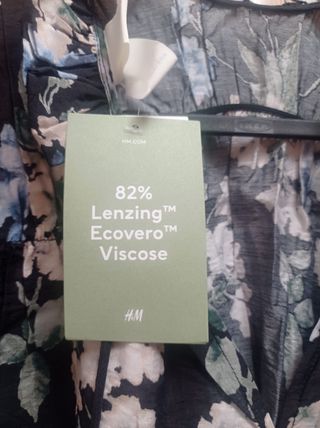 HM.COM
82%
Lenzing™
Ecovero™
Viscose
H&M